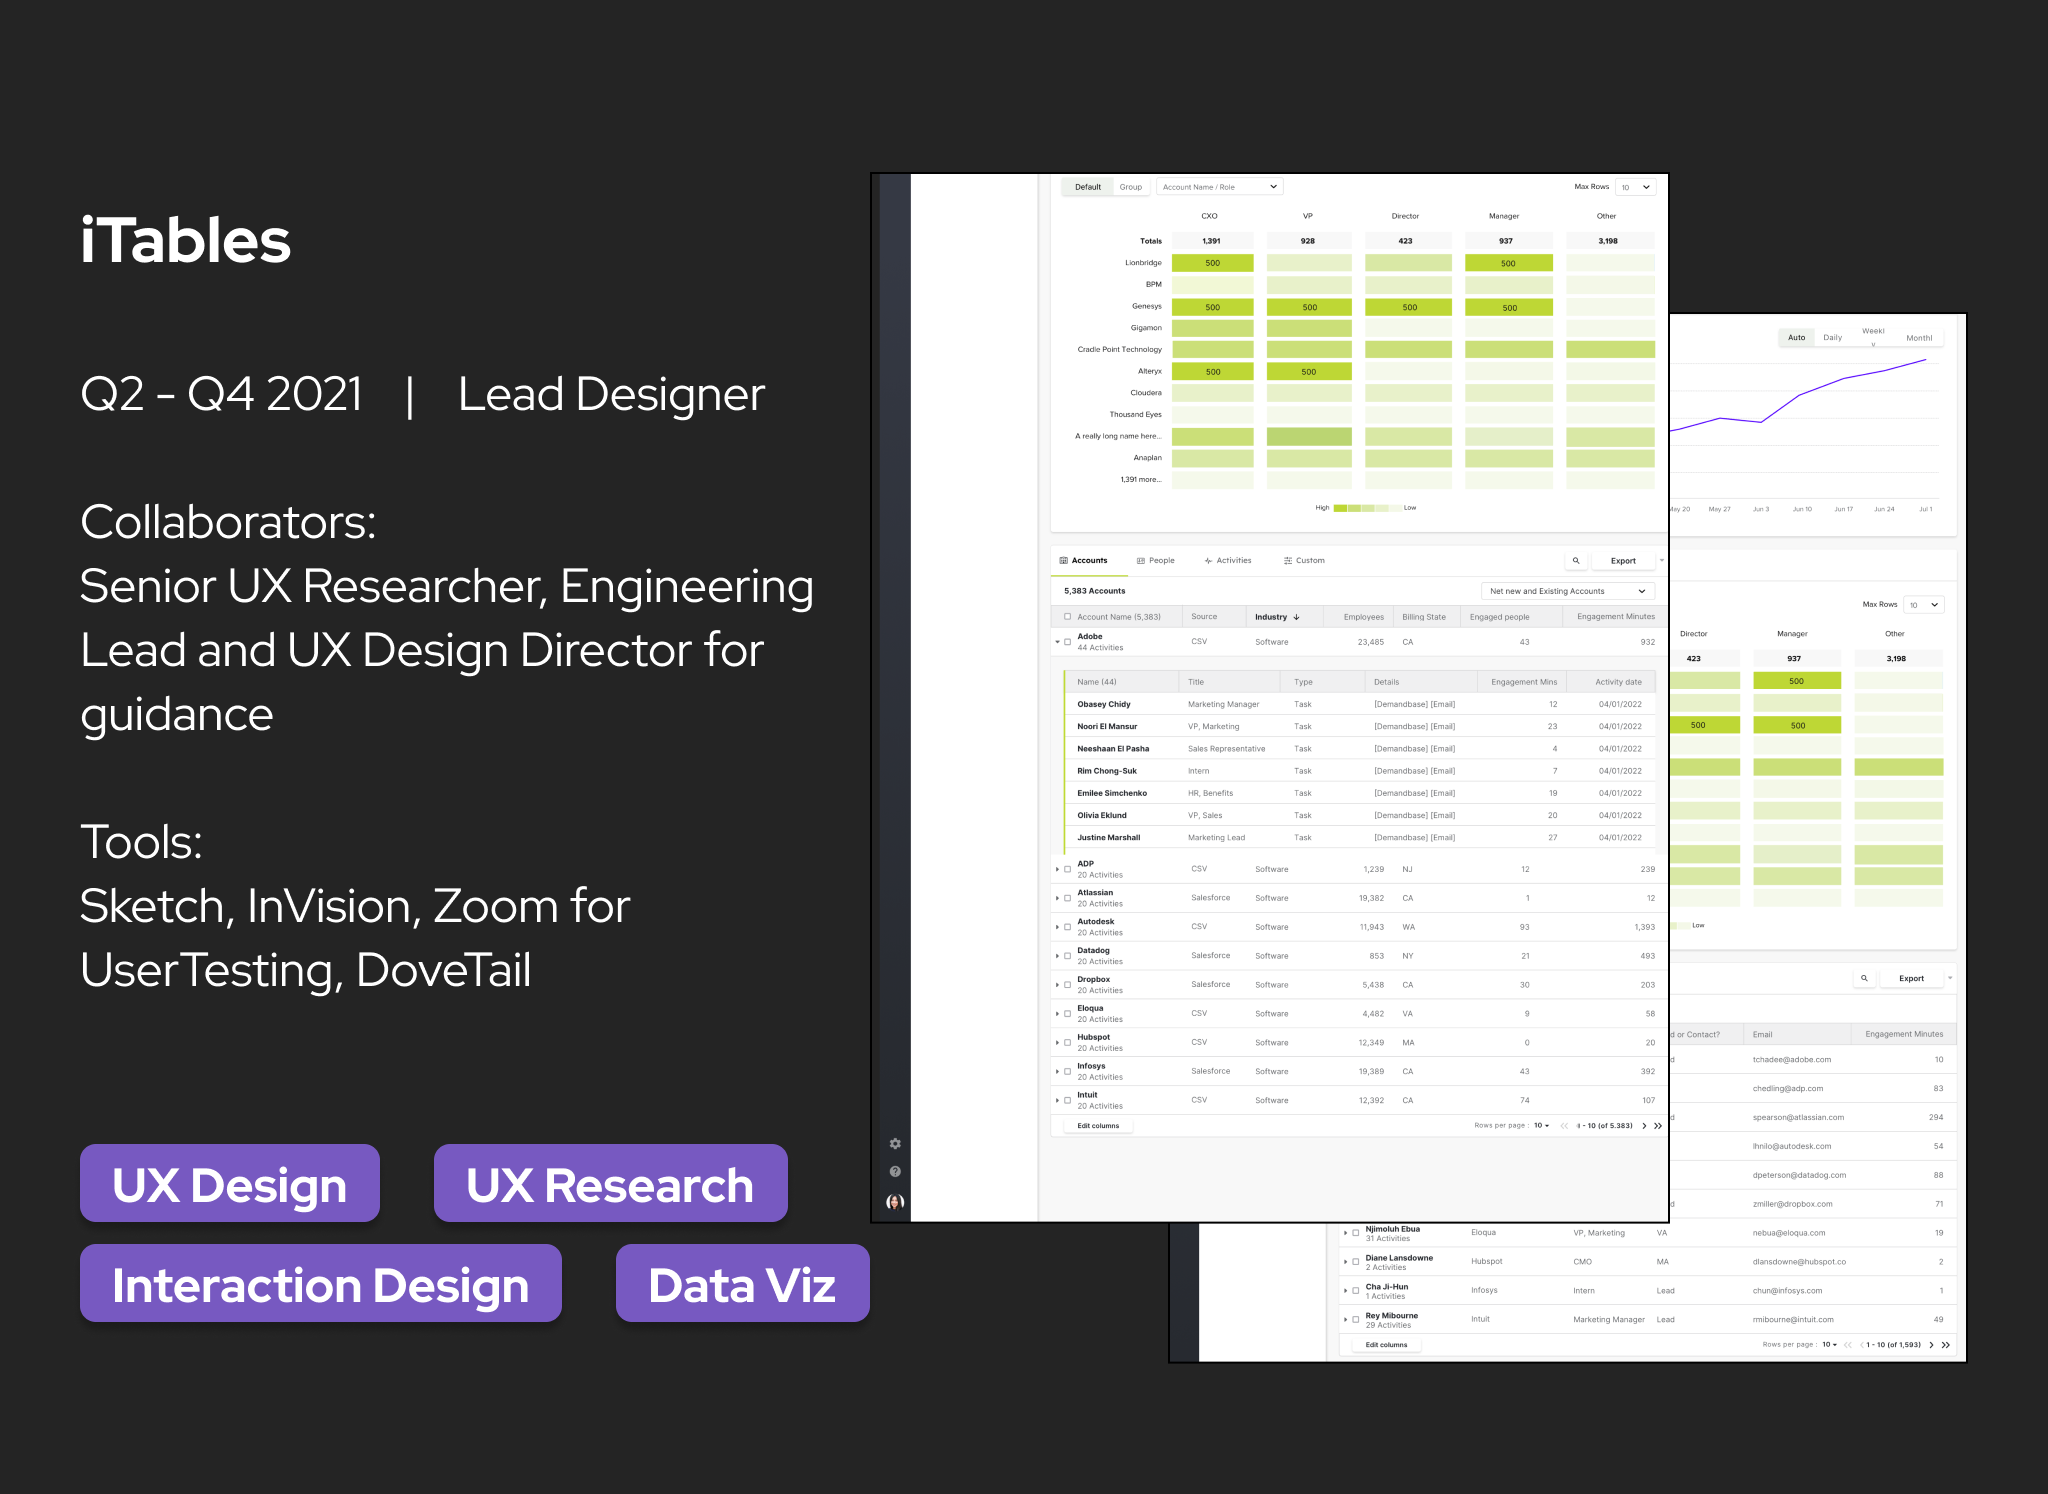 iTables
Q2 - Q4 2021 | Lead Designer
Collaborators:
Senior UX Researcher, Engineering
Lead and UX Design Director for
guidance
Tools:
Sketch, InVision, Zoom for
UserTesting, DoveTail
UX Design UX Research
Interaction Design Data Viz
Default Group Account Name / Role Max Rows 10
CXO VP Director Manager Other
Totals 1,391 928 423 937 3,198
Lionbridge 500 500
BPM
Genesys 500 500 500 500
Gigamon
Cradle Point Technology
Alteryx 500 500
Cloudera
Thousand Eyes
A really long name here...
Anaplan
1,391 more...
High Low
Accounts People Activities Custom Export
5,383 Accounts Net new and Existing Accounts
Account Name (5,383) Source Industry Employees Billing State Engaged people Engagement Minutes
Adobe CSV Software 23,485 CA 43 932
44 Activities
Name (44) Title Type Details Engagement Mins Activity date
Obasey Chidy Marketing Manager Task [Demandbase] [Email] 12 04/01/2022
Noori El Mansur VP, Marketing Task [Demandbase] [Email] 23 04/01/2022
Neeshaan El Pasha Sales Representative Task [Demandbase] [Email] 4 04/01/2022
Rim Chong-Suk Intern Task [Demandbase] [Email] 7 04/01/2022
Emilee Simchenko HR, Benefits Task [Demandbase] [Email] 19 04/01/2022
Olivia Eklund VP, Sales Task [Demandbase] [Email] 20 04/01/2022
Justine Marshall Marketing Lead Task [Demandbase] [Email] 27 04/01/2022
ADP CSV Software 1,239 NJ 12 239
20 Activities
Atlassian Salesforce Software 19,382 CA 1 12
20 Activities
Autodesk CSV Software 11,943 WA 93 1,393
20 Activities
Datadog Salesforce Software 853 NY 21 493
20 Activities
Dropbox Salesforce Software 5,438 CA 30 203
20 Activities
Eloqua CSV Software 4,482 VA 9 58
20 Activities
Hubspot CSV Software 12,349 MA 0 20
20 Activities
Infosys Salesforce Software 19,389 CA 43 392
20 Activities
Intuit CSV Software 12,392 CA 74 107
20 Activities
Edit columns Rows per page : 10 1 - 10 (of 5.383)
Auto Daily Weekl Monthl
y
May 20 May 27 Jun 3 Jun 10 Jun 17 Jun 24 Jul 1
Max Rows 10
Director Manager Other
423 937 3,198
500
500 500
Low
Export
d or Contact? Email Engagement Minutes
d tchadee@adobe.com 10
chedling@adp.com 83
d spearson@atlassian.com 294
lhnilo@autodesk.com 54
dpeterson@datadog.com 88
d zmiller@dropbox.com 71
Njimoluh Ebua Eloqua VP, Marketing VA nebua@eloqua.com 19
31 Activities
Diane Lansdowne Hubspot CMO MA dlansdowne@hubspot.co 2
2 Activities
Cha Ji-Hun Infosys Intern Lead chun@infosys.com 1
1 Activities
Rey Mibourne Intuit Marketing Manager Lead rmibourne@intuit.com 49
29 Activities
Edit columns Rows per page : 10 1 - 10 (of 1,593)